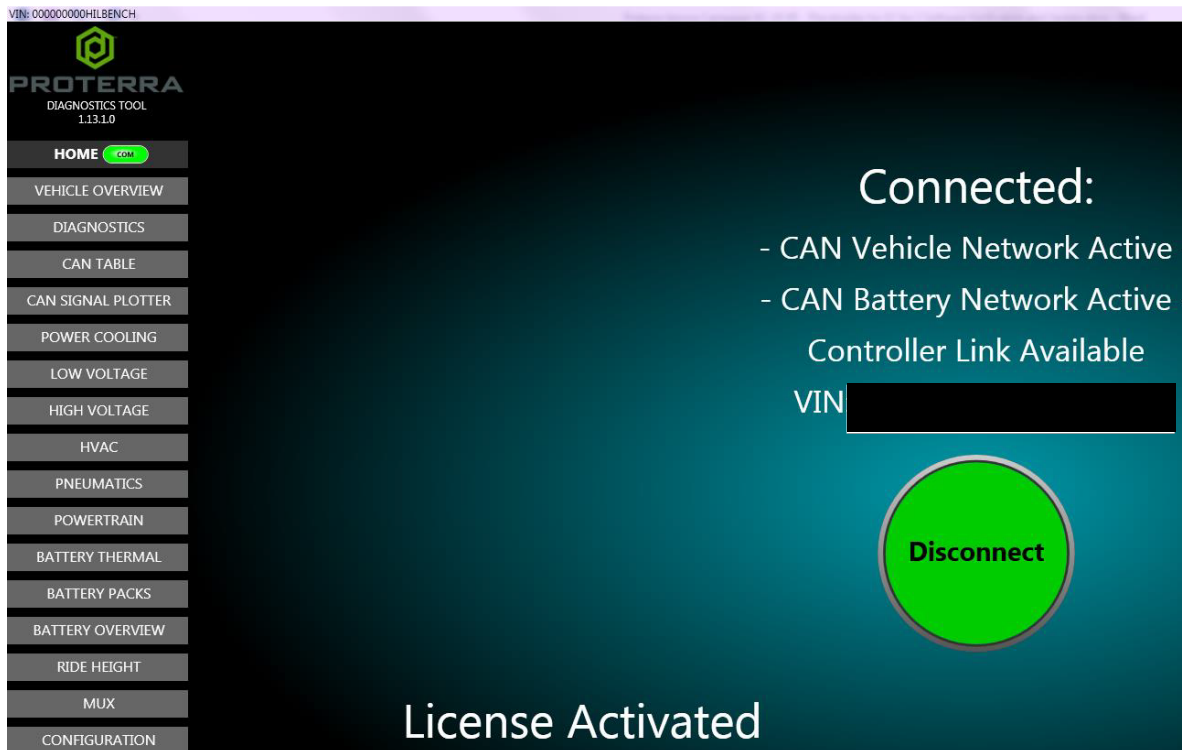 VIN: 000000000HILBENCH
PROTERRA
DIAGNOSTICS TOOL
1.13.1.0
HOME COM
VEHICLE OVERVIEW
DIAGNOSTICS
CAN TABLE
CAN SIGNAL PLOTTER
POWER COOLING
LOW VOLTAGE
HIGH VOLTAGE
HVAC
PNEUMATICS
POWERTRAIN
BATTERY THERMAL
BATTERY PACKS
BATTERY OVERVIEW
RIDE HEIGHT
MUX
CONFIGURATION
Connected:
- CAN Vehicle Network Active
- CAN Battery Network Active
Controller Link Available
VIN
Disconnect
License Activated